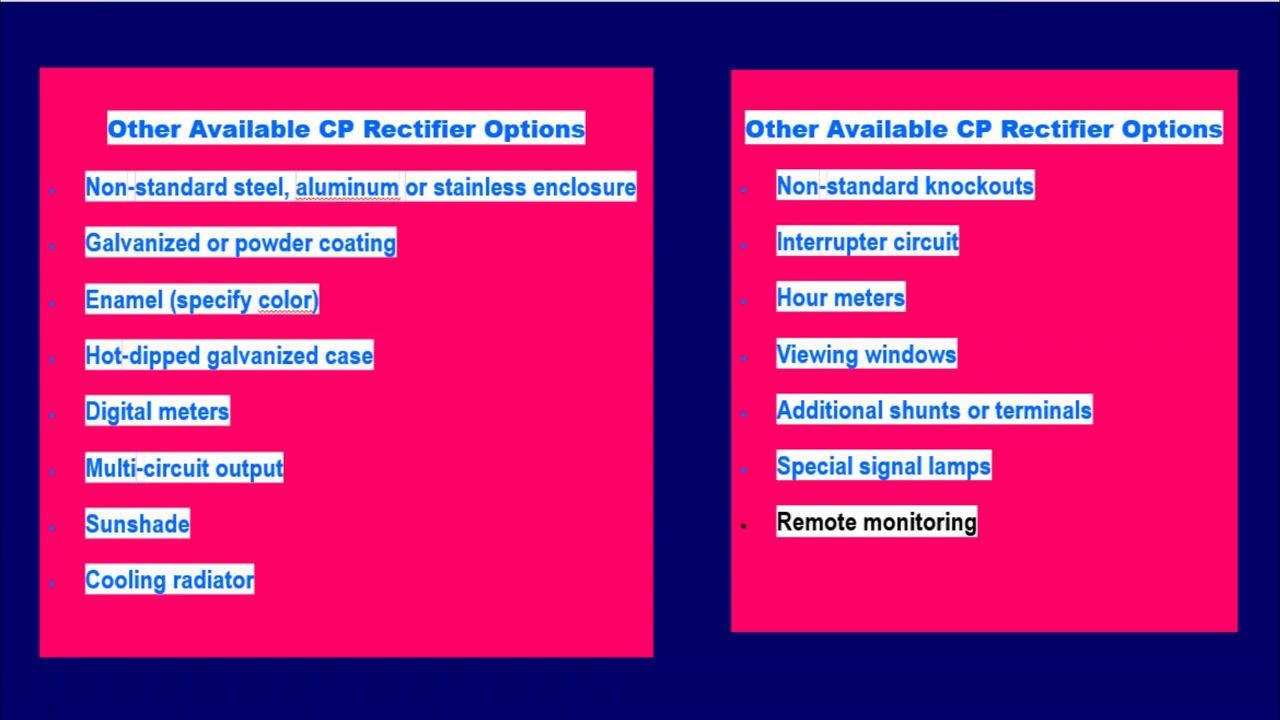 Other Available CP Rectifier Options
Non-standard steel, aluminum or stainless enclosure
Galvanized or powder coating
Enamel (specify color)
Hot-dipped galvanized case
Digital meters
Multi-circuit output
Sunshade
Cooling radiator
Other Available CP Rectifier Options
Non-standard knockouts
Interrupter circuit
Hour meters
Viewing windows
Additional shunts or terminals
Special signal lamps
Remote monitoring